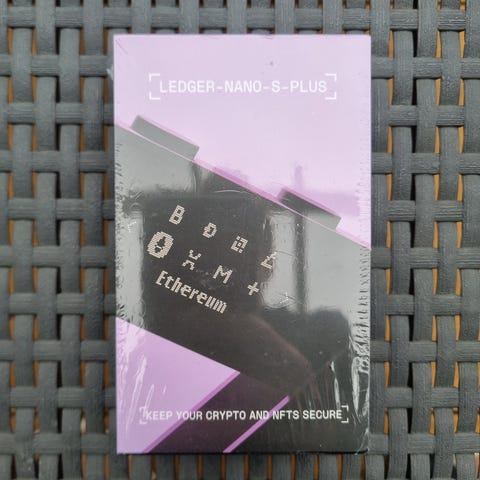 LEDGER-NANO-S-PLUS
Ethereum
KEEP YOUR CRYPTO AND NFTS SECURE